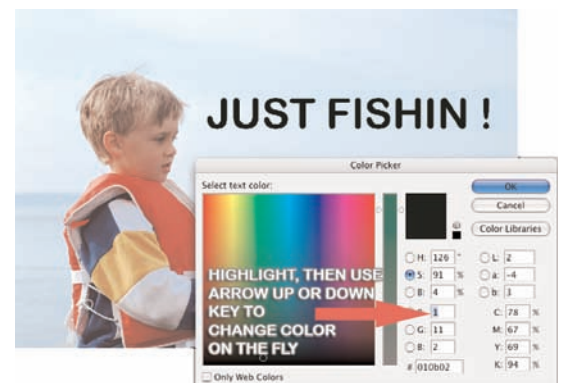 JUST FISHIN !
Color Picker
Select text color:
OK
Cancel
Color Libraries
HIGHLIGHT, THEN USE
ARROW UP OR DOWN
KEY TO
CHANGE COLOR
ON THE FLY
H: 126 °
S: 91 %
B: 4 %
1
G: 11
B: 2
# 010b02
L: 2
a: -4
b: 3
C: 78 %
M: 67 %
Y: 69 %
K: 94 %
Only Web Colors